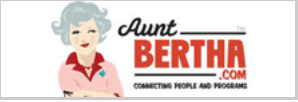 Aunt
BERTHA
.COM
CONNECTING PEOPLE AND PROGRAMS